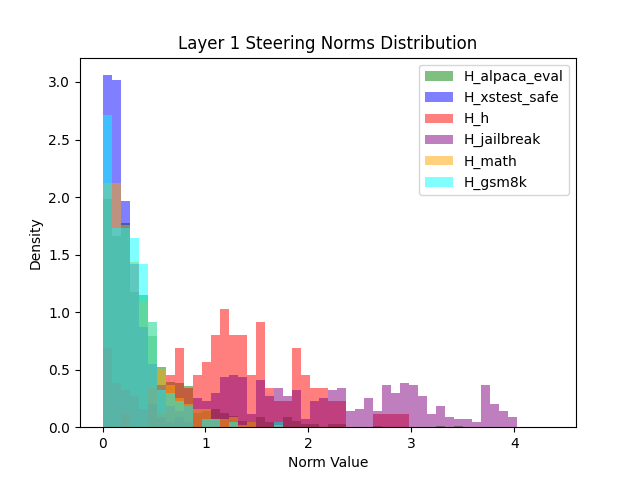 Layer 1 Steering Norms Distribution
H_alpaca_eval
H_xstest_safe
H_h
H_jailbreak
H_math
H_gsm8k
Density
3.0
2.5
2.0
1.5
1.0
0.5
0.0
0 1 2 3 4
Norm Value